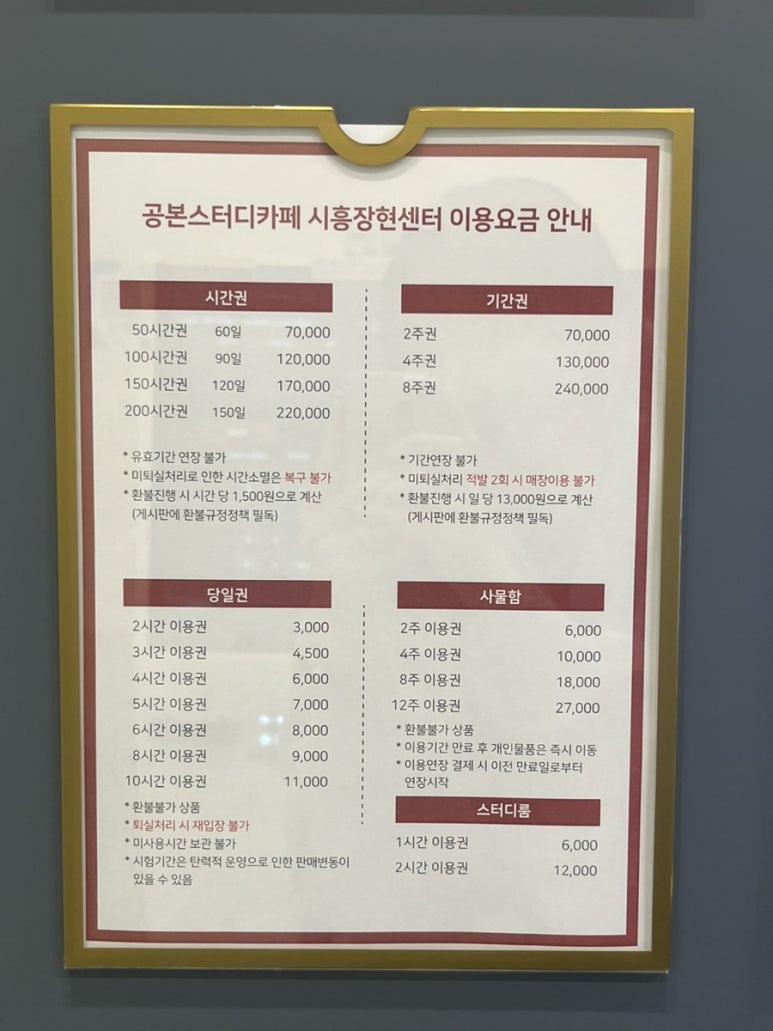 공본스터디카페 시흥장현센터 이용요금 안내
시간권
50시간권 60일 70,000
100시간권 90일 120,000
150시간권 120일 170,000
200시간권 150일 220,000
* 유효기간 연장 불가
* 미퇴실처리로 인한 시간소멸은 복구 불가
* 환불진행 시 시간 당 1,500원으로 계산
(게시판에 환불규정정책 필독)
기간권
2주권 70,000
4주권 130,000
8주권 240,000
* 기간연장 불가
* 미퇴실처리 적발 2회 시 매장이용 불가
* 환불진행 시 일 당 13,000원으로 계산
(게시판에 환불규정정책 필독)
당일권
2시간 이용권 3,000
3시간 이용권 4,500
4시간 이용권 6,000
5시간 이용권 7,000
6시간 이용권 8,000
8시간 이용권 9,000
10시간 이용권 11,000
* 환불불가 상품
* 퇴실처리 시 재입장 불가
* 미사용시간 보관 불가
* 시험기간은 탄력적 운영으로 인한 판매변동이
있을 수 있음
사물함
2주 이용권 6,000
4주 이용권 10,000
8주 이용권 18,000
12주 이용권 27,000
* 환불불가 상품
* 이용기간 만료 후 개인물품은 즉시 이동
* 이용연장 결제 시 이전 만료일로부터
연장시작
스터디룸
1시간 이용권 6,000
2시간 이용권 12,000